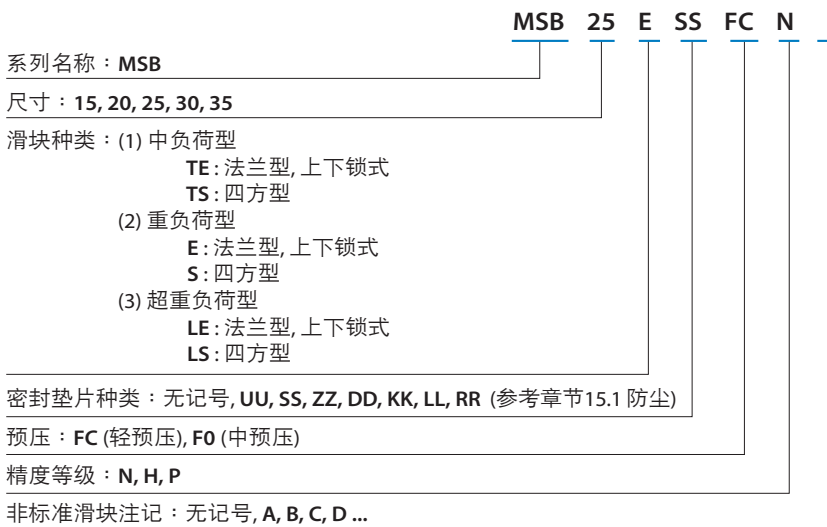 MSB 25 E SS FC N
系列名称：MSB
尺寸：15, 20, 25, 30, 35
滑块种类：(1) 中负荷型
TE : 法兰型, 上下锁式
TS : 四方型
(2) 重负荷型
E : 法兰型, 上下锁式
S : 四方型
(3) 超重负荷型
LE : 法兰型, 上下锁式
LS : 四方型
密封垫片种类：无记号, UU, SS, ZZ, DD, KK, LL, RR (参考章节15.1 防尘)
预压：FC (轻预压), F0 (中预压)
精度等级：N, H, P
非标准滑块注记：无记号, A, B, C, D ...